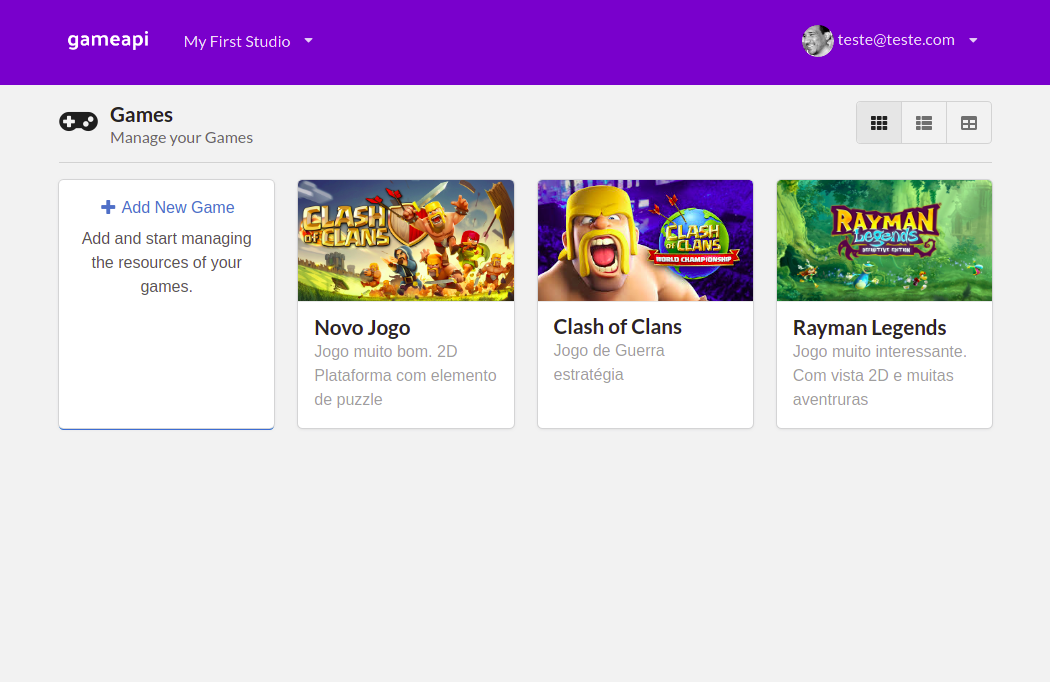 gameapi
My First Studio
teste@teste.com
Games
Manage your Games
Add New Game
Add and start managing
the resources of your
games.
CLASH
OF CLANS
Novo Jogo
Jogo muito bom. 2D
Plataforma com elemento
de puzzle
CLASH
OF CLANS
WORLD CHAMPIONSHIP
Clash of Clans
Jogo de Guerra
estratégia
RAYMAN
Legends
DEFINITIVE EDITION
Rayman Legends
Jogo muito interessante.
Com vista 2D e muitas
aventruras